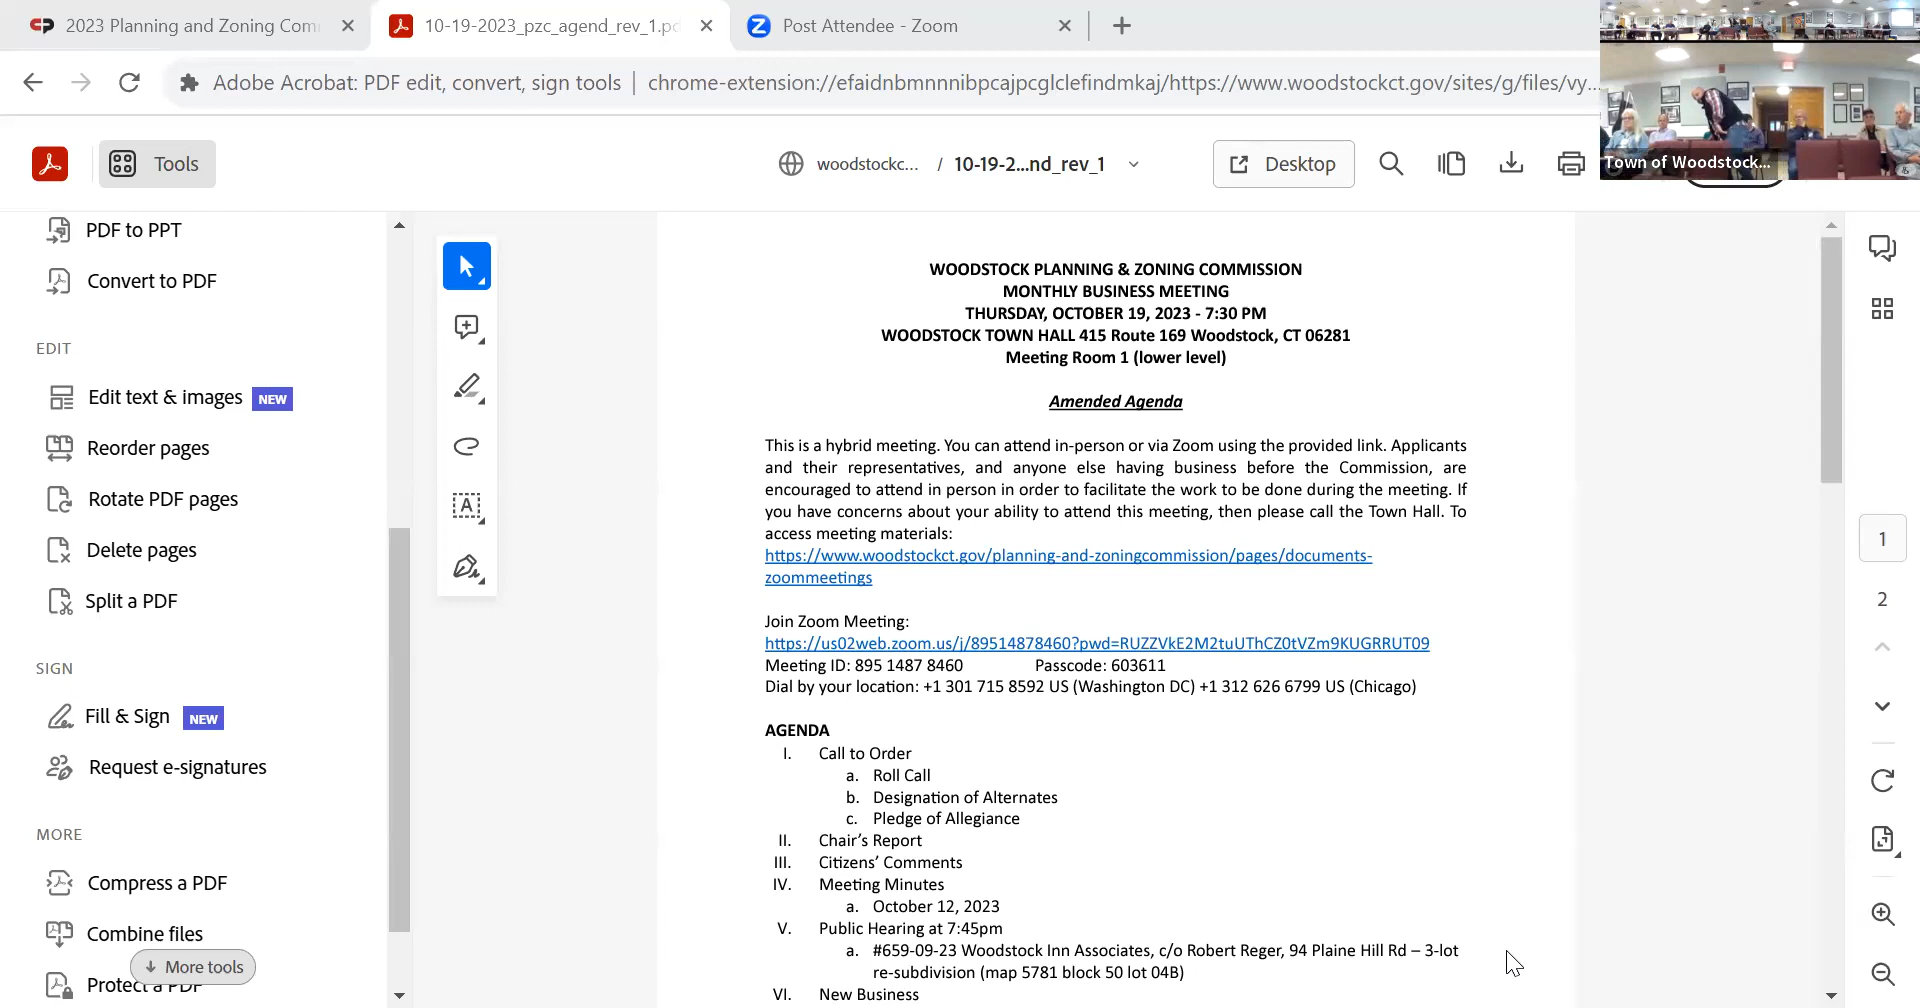 2023 Planning and Zoning Com
10-19-2023_pzc_agend_rev_1.pd
Post Attendee - Zoom
Adobe Acrobat: PDF edit, convert, sign tools | chrome-extension://efaidnbmnnnibpcajpcglclefindmkaj/https://www.woodstockct.gov/sites/g/files/vy...
Town of Woodstock...
Tools
woodstockc... / 10-19-2...nd_rev_1
Desktop
PDF to PPT
Convert to PDF
EDIT
Edit text & images NEW
Reorder pages
Rotate PDF pages
Delete pages
Split a PDF
SIGN
Fill & Sign NEW
Request e-signatures
MORE
Compress a PDF
Combine files
More tools
Protect a PDF
WOODSTOCK PLANNING & ZONING COMMISSION
MONTHLY BUSINESS MEETING
THURSDAY, OCTOBER 19, 2023 - 7:30 PM
WOODSTOCK TOWN HALL 415 Route 169 Woodstock, CT 06281
Meeting Room 1 (lower level)
Amended Agenda
This is a hybrid meeting. You can attend in-person or via Zoom using the provided link. Applicants
and their representatives, and anyone else having business before the Commission, are
encouraged to attend in person in order to facilitate the work to be done during the meeting. If
you have concerns about your ability to attend this meeting, then please call the Town Hall. To
access meeting materials:
https://www.woodstockct.gov/planning-and-zoningcommission/pages/documents-
zoommeetings
Join Zoom Meeting:
https://us02web.zoom.us/j/89514878460?pwd=RUZZVkE2M2tuUThCZ0tVZm9KUGRRUT09
Meeting ID: 895 1487 8460 Passcode: 603611
Dial by your location: +1 301 715 8592 US (Washington DC) +1 312 626 6799 US (Chicago)
AGENDA
I. Call to Order
a. Roll Call
b. Designation of Alternates
c. Pledge of Allegiance
II. Chair's Report
III. Citizens' Comments
IV. Meeting Minutes
a. October 12, 2023
V. Public Hearing at 7:45pm
a. #659-09-23 Woodstock Inn Associates, c/o Robert Reger, 94 Plaine Hill Rd – 3-lot
re-subdivision (map 5781 block 50 lot 04B)
VI. New Business
1
2